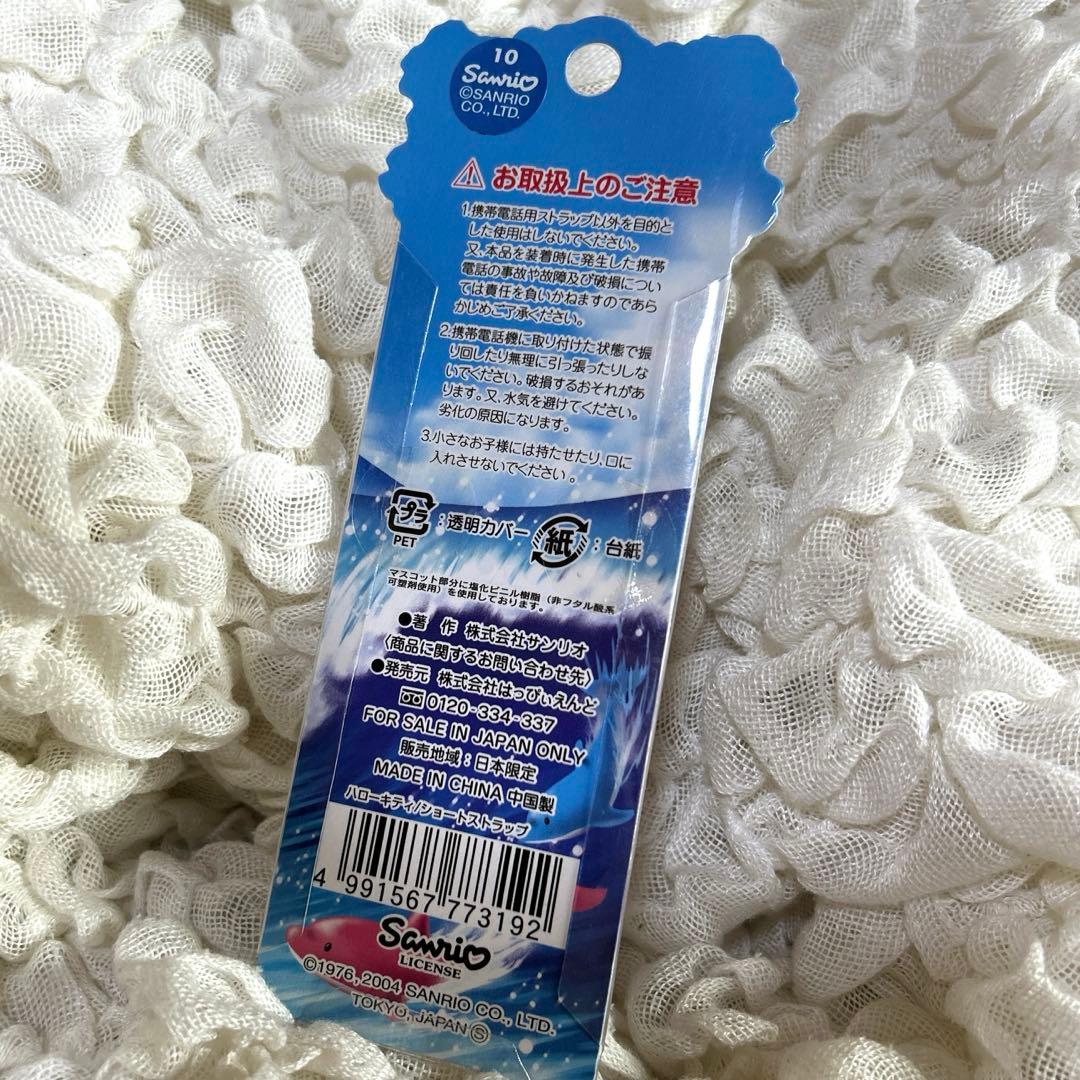 10
Sanrio
©SANRIO
CO., LTD.
⚠ お取扱上のご注意
1.携帯電話用ストラップ以外を目的と
した使用はしないでください。
又、本品を装着時に発生した携帯
電話の事故や故障及び破損につい
ては責任を負いかねますのであら
かじめご了承ください。
2.携帯電話機に取り付けた状態で振
り回したり無理に引っ張ったりしな
いでください。破損するおそれがあ
ります。又、水気を避けてください。
劣化の原因になります。
3.小さなお子様には持たせたり、口に
入れさせないでください。
プラ
PET
:透明カバー
紙
:台紙
マスコット部分に塩化ビニル樹脂(非フタル酸系
可塑剤使用)を使用しております。
●著 作 株式会社サンリオ
〈商品に関するお問い合わせ先〉
●発売元 株式会社はっぴぃえんど
0120-334-337
FOR SALE IN JAPAN ONLY
販売地域:日本限定
MADE IN CHINA 中国製
ハローキティ/ショートストラップ
4 991567 773192
Sanrio
LICENSE
©1976, 2004 SANRIO CO., LTD.
TOKYO, JAPAN Ⓢ